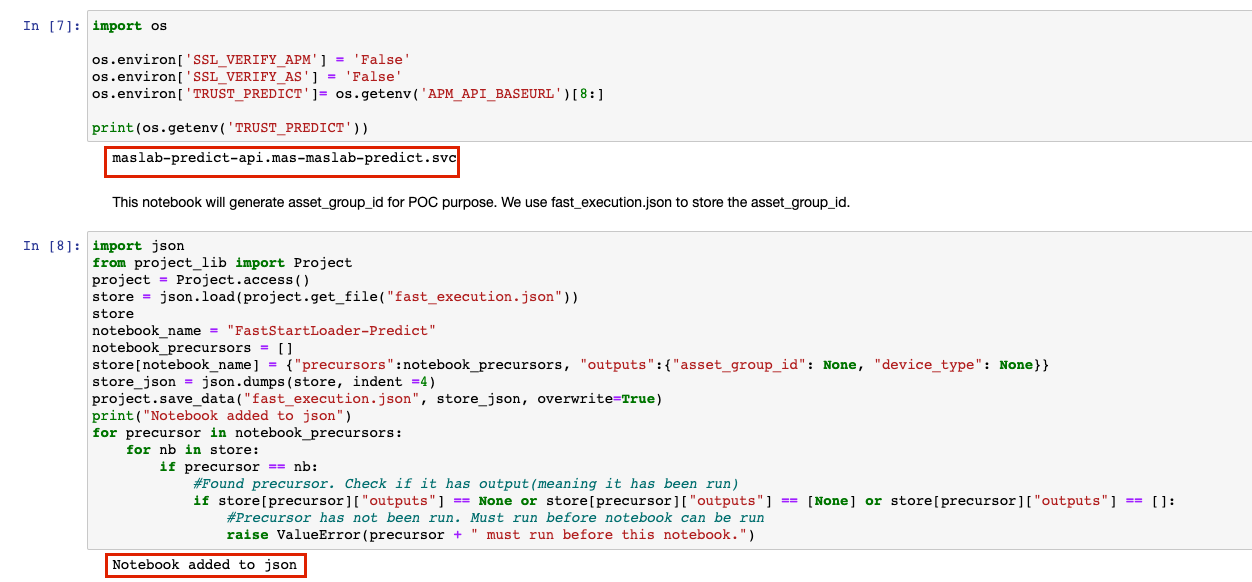 In [7]: import os
os.environ['SSL_VERIFY_APM'] = 'False'
os.environ['SSL_VERIFY_AS'] = 'False'
os.environ['TRUST_PREDICT']= os.getenv('APM_API_BASEURL')[8:]
print(os.getenv('TRUST_PREDICT'))
maslab-predict-api.mas-maslab-predict.svc
This notebook will generate asset_group_id for POC purpose. We use fast_execution.json to store the asset_group_id.
In [8]: import json
from project_lib import Project
project = Project.access()
store = json.load(project.get_file("fast_execution.json"))
store
notebook_name = "FastStartLoader-Predict"
notebook_precursors = []
store[notebook_name] = {"precursors":notebook_precursors, "outputs":{"asset_group_id": None, "device_type": None}}
store_json = json.dumps(store, indent =4)
project.save_data("fast_execution.json", store_json, overwrite=True)
print("Notebook added to json")
for precursor in notebook_precursors:
    for nb in store:
        if precursor == nb:
            #Found precursor. Check if it has output(meaning it has been run)
            if store[precursor]["outputs"] == None or store[precursor]["outputs"] == [None] or store[precursor]["outputs"] == []:
                #Precursor has not been run. Must run before notebook can be run
                raise ValueError(precursor + " must run before this notebook.")
Notebook added to json